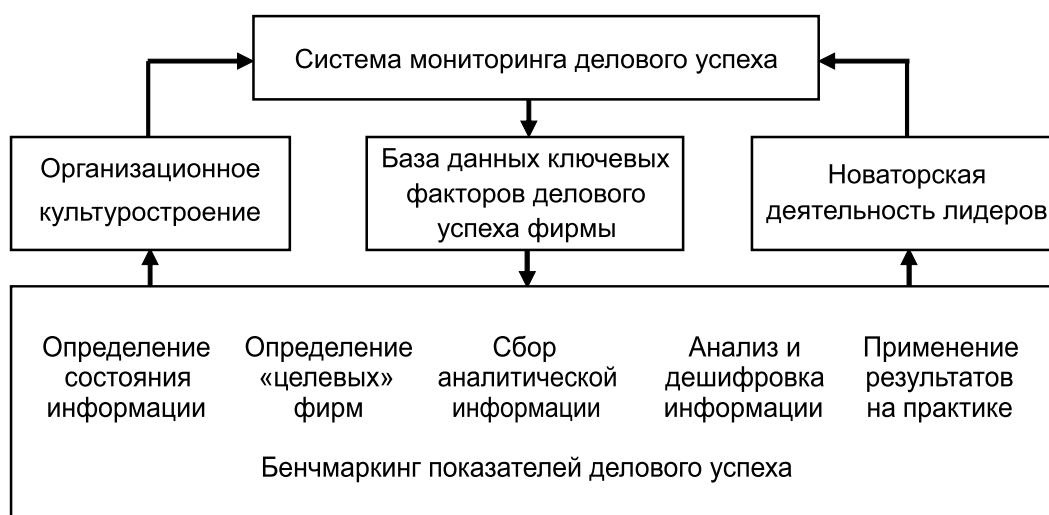 Система мониторинга делового успеха
Организационное
культуростроение
База данных ключевых
факторов делового
успеха фирмы
Новаторская
деятельность лидеров
Определение
состояния
информации
Определение
«целевых»
фирм
Сбор
аналитической
информации
Анализ и
дешифровка
информации
Применение
результатов
на практике
Бенчмаркинг показателей делового успеха